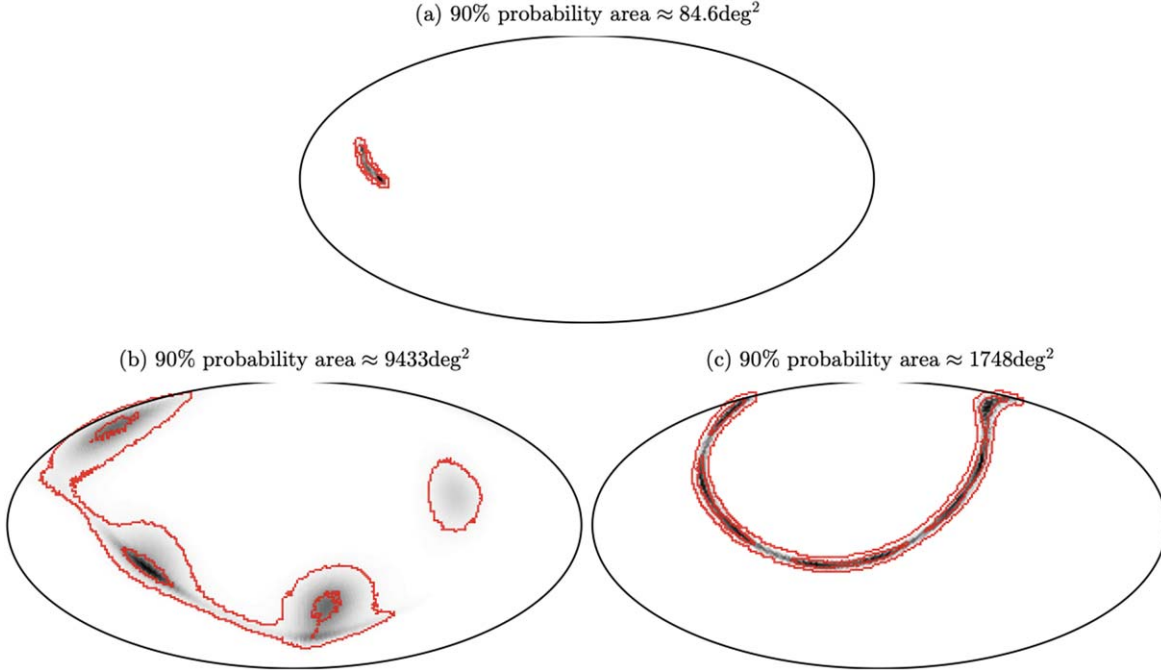 (a) 90% probability area ≈ 84.6deg²
(b) 90% probability area ≈ 9433deg²
(c) 90% probability area ≈ 1748deg²